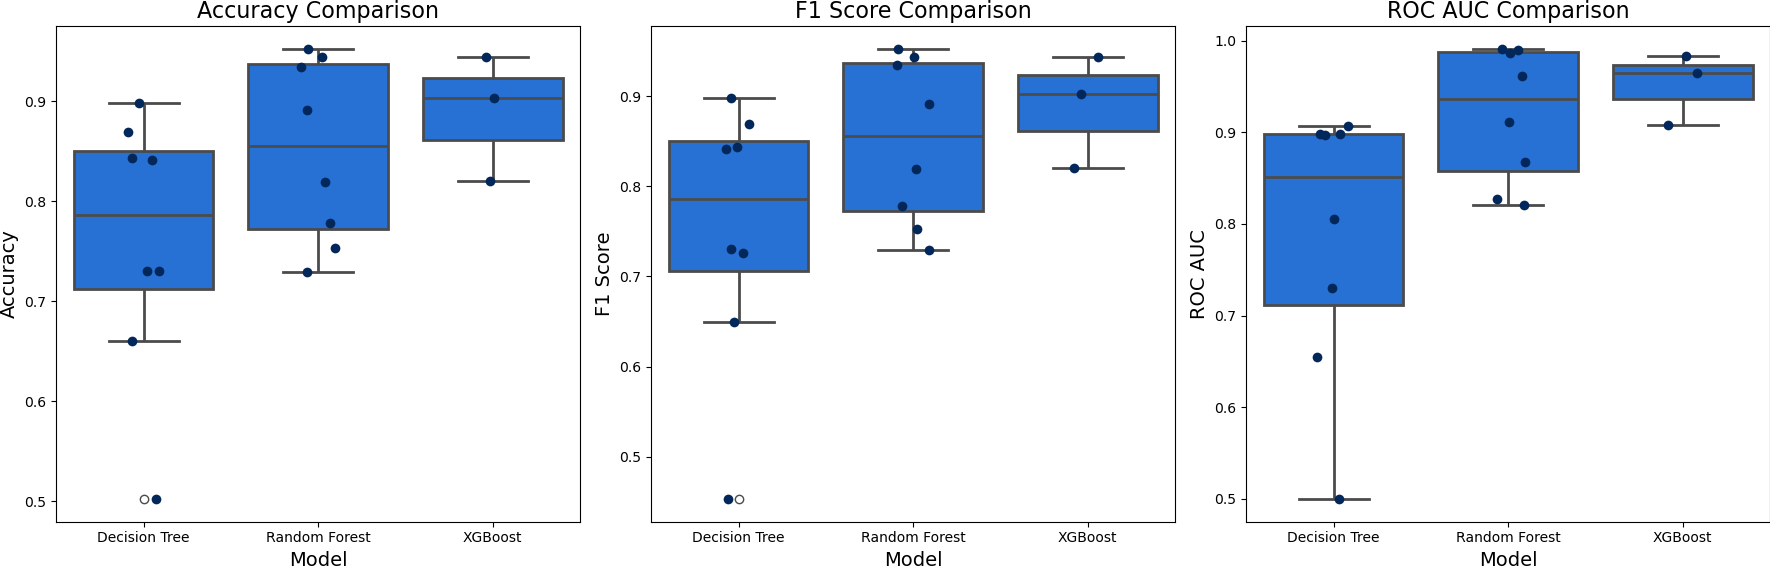 Accuracy Comparison
Accuracy
0.9
0.8
0.7
0.6
0.5
Decision Tree Random Forest XGBoost
Model
F1 Score Comparison
F1 Score
0.9
0.8
0.7
0.6
0.5
Decision Tree Random Forest XGBoost
Model
ROC AUC Comparison
ROC AUC
1.0
0.9
0.8
0.7
0.6
0.5
Decision Tree Random Forest XGBoost
Model